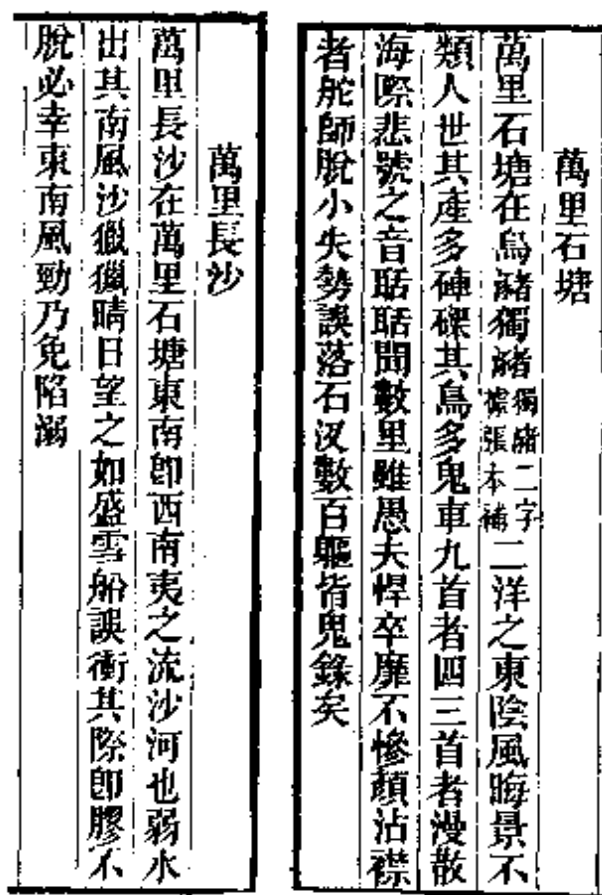 萬里石塘
萬里石塘在烏瀦獨瀦獨瀦二字據張本補二洋之東陰風晦景不
類人世其產多硨磲其鳥多鬼車九首者四三首者漫散
海際悲號之音聒聒聞數里雖愚夫悍卒靡不慘顏沾襟
者舵師脫小失勢誤落石汊數百軀皆鬼錄矣
萬里長沙
萬里長沙在萬里石塘東南卽西南夷之流沙河也弱水
出其南風沙獵獵晴日望之如盛雪船誤衝其際卽膠不
脫必幸東南風勁乃免陷溺